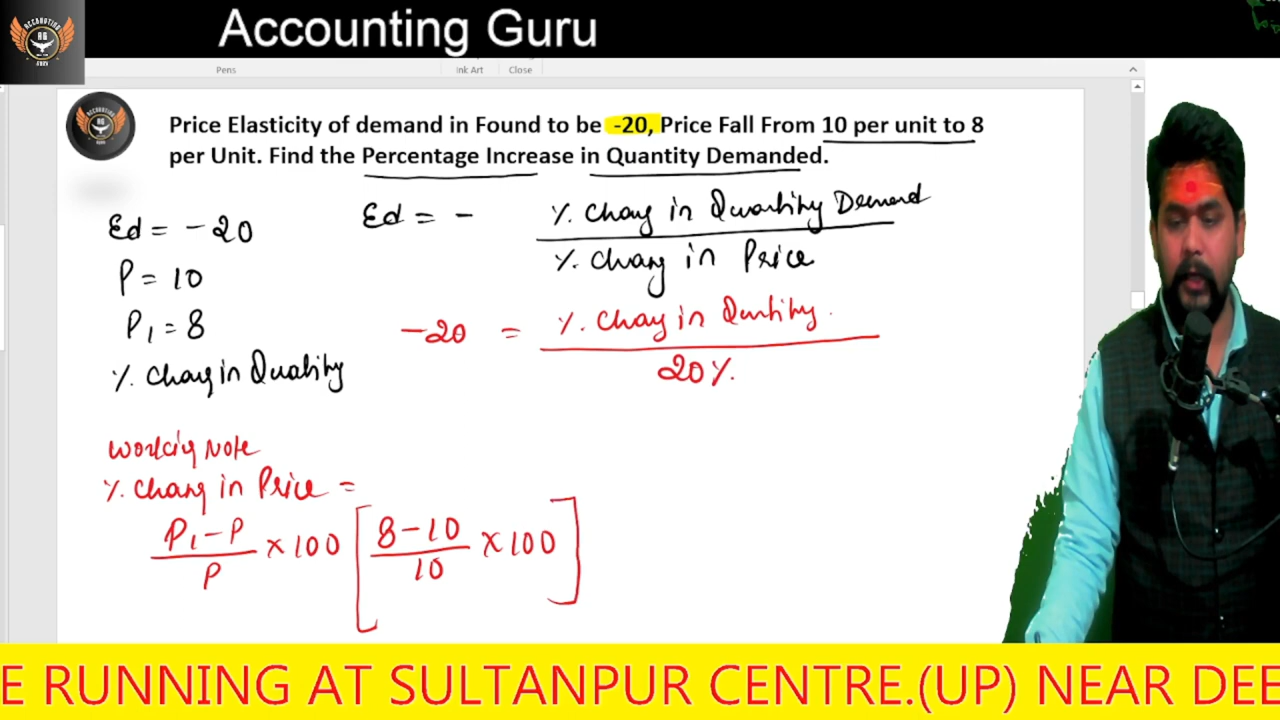 Accounting Guru
Pens
Ink Art
Close
Price Elasticity of demand in Found to be -20, Price Fall From 10 per unit to 8
per Unit. Find the Percentage Increase in Quantity Demanded.
Ed = -20
P = 10
P₁ = 8
%. Chang in Quality
Ed = - %. Chang in Quantity Demand
%. Chang in Price
-20 = %. Chang in Quntity.
20%.
Working Note
%. Chang in Price =
P₁ - P
P
× 100
8 - 10
10
× 100
E RUNNING AT SULTANPUR CENTRE.(UP) NEAR DEE